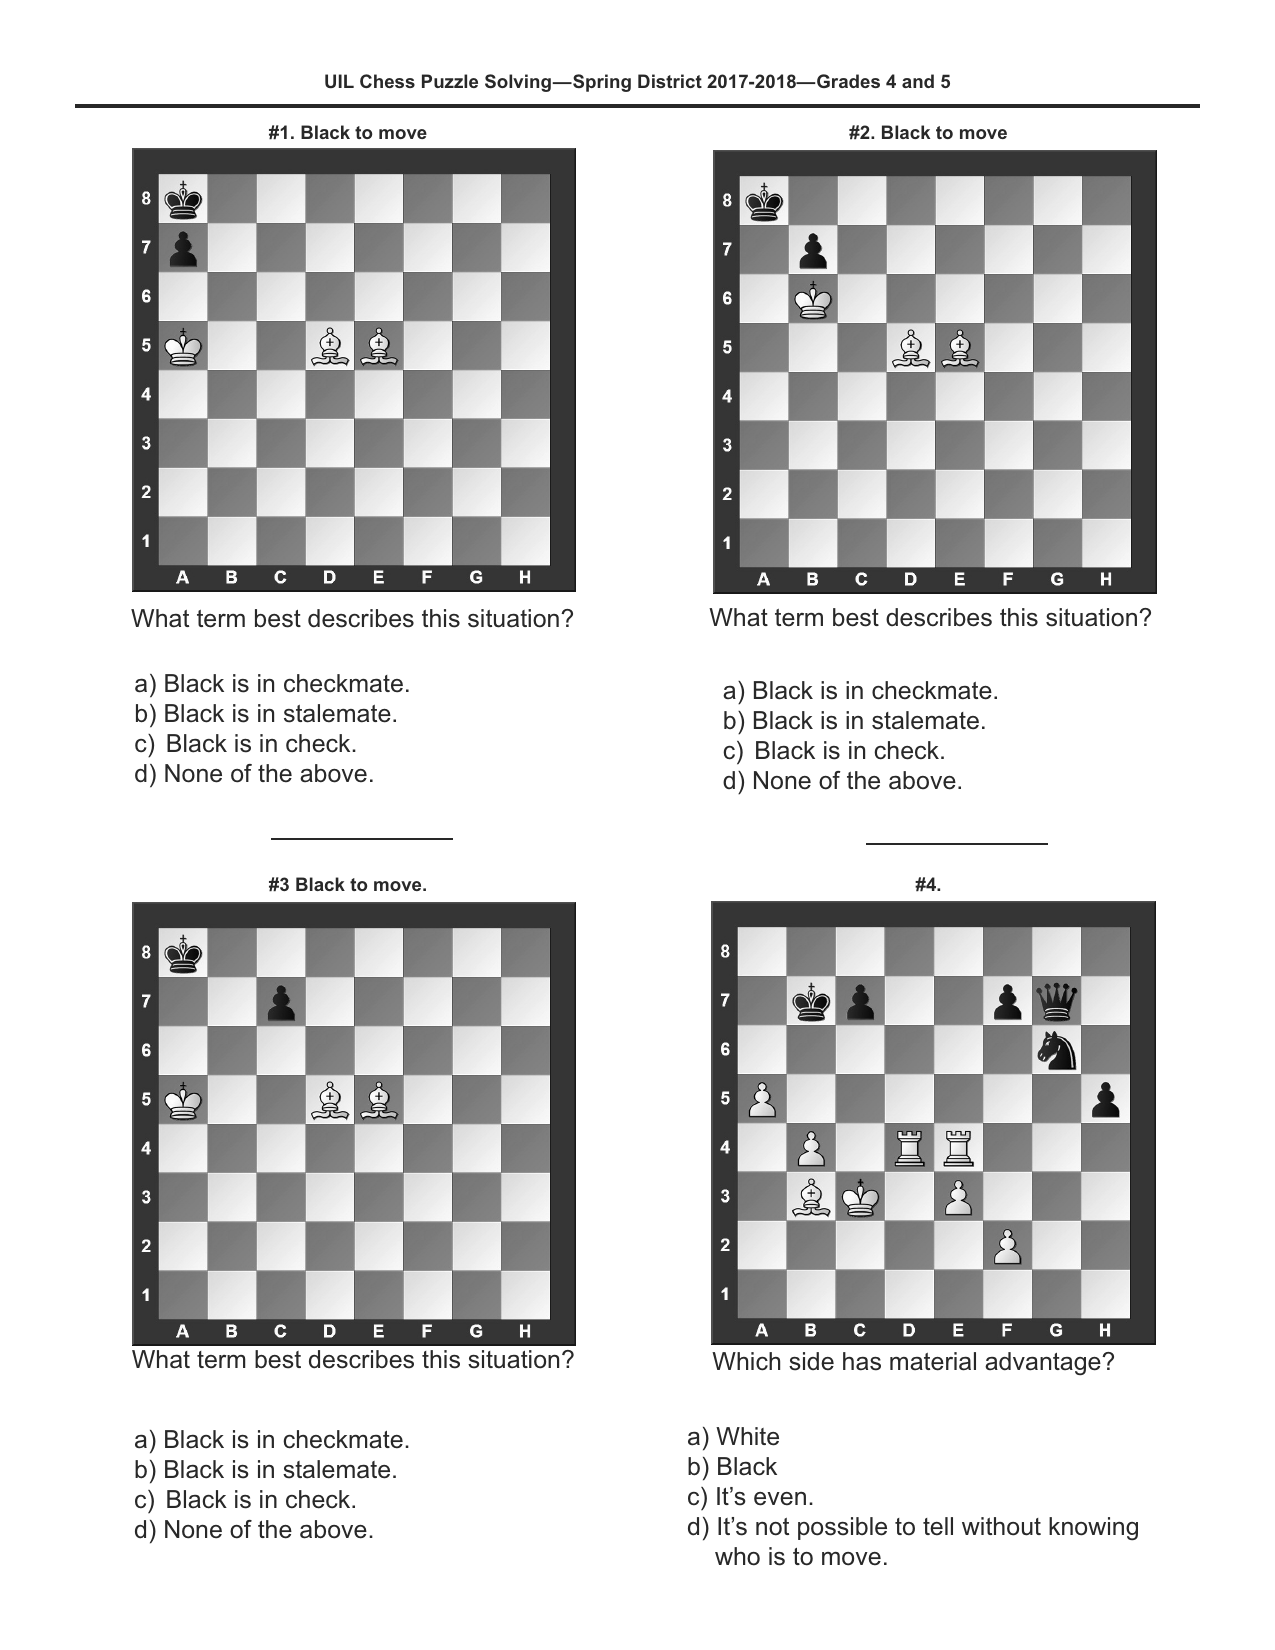 UIL Chess Puzzle Solving—Spring District 2017-2018—Grades 4 and 5
#1. Black to move
8
7
6
5
4
3
2
1
A B C D E F G H
What term best describes this situation?
a) Black is in checkmate.
b) Black is in stalemate.
c) Black is in check.
d) None of the above.
#2. Black to move
8
7
6
5
4
3
2
1
A B C D E F G H
What term best describes this situation?
a) Black is in checkmate.
b) Black is in stalemate.
c) Black is in check.
d) None of the above.
#3 Black to move.
8
7
6
5
4
3
2
1
A B C D E F G H
What term best describes this situation?
a) Black is in checkmate.
b) Black is in stalemate.
c) Black is in check.
d) None of the above.
#4.
8
7
6
5
4
3
2
1
A B C D E F G H
Which side has material advantage?
a) White
b) Black
c) It’s even.
d) It’s not possible to tell without knowing
who is to move.